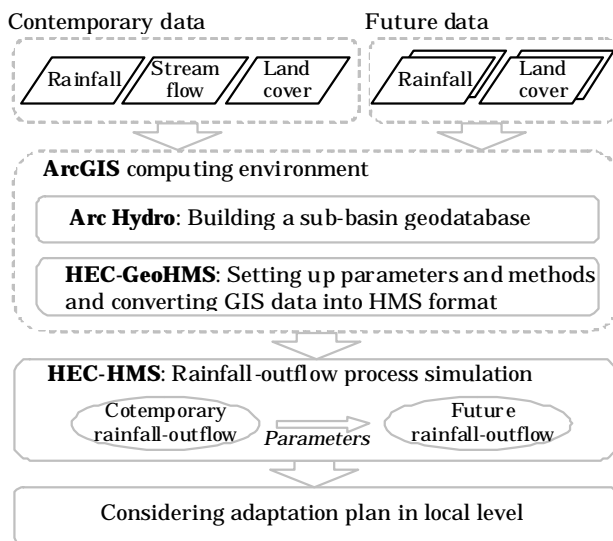 Contemporary data
Future data
Rainfall
Stream
flow
Land
cover
Rainfall
Land
cover
ArcGIS computing environment
Arc Hydro: Building a sub-basin geodatabase
HEC-GeoHMS: Setting up parameters and methods
and converting GIS data into HMS format
HEC-HMS: Rainfall-outflow process simulation
Cotemporary
rainfall-outflow
Parameters
Future
rainfall-outflow
Considering adaptation plan in local level